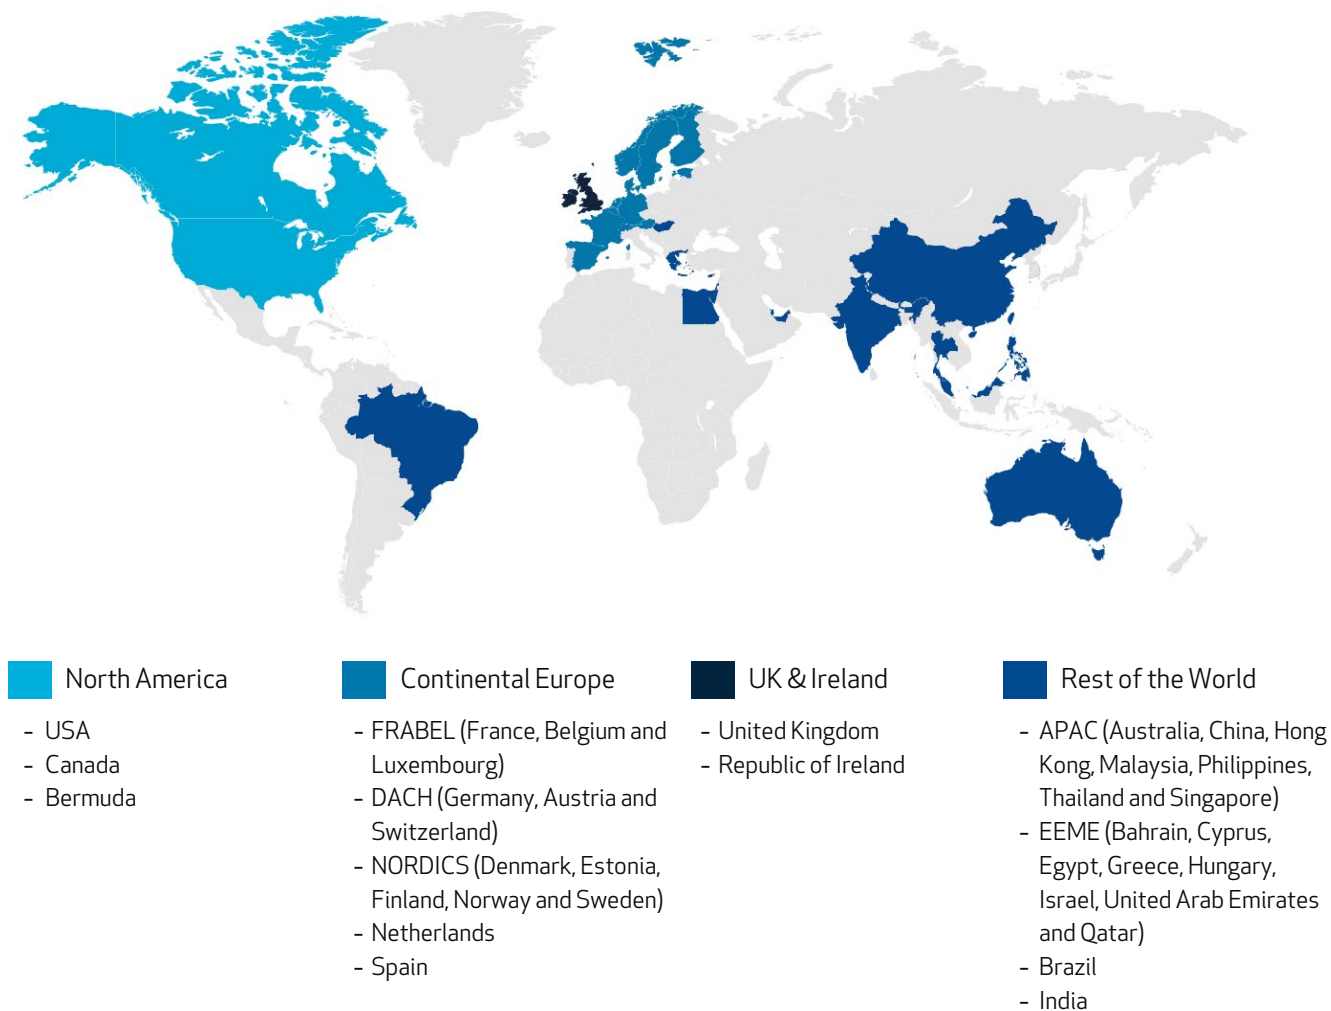 North America
- USA
- Canada
- Bermuda
Continental Europe
- FRABEL (France, Belgium and
Luxembourg)
- DACH (Germany, Austria and
Switzerland)
- NORDICS (Denmark, Estonia,
Finland, Norway and Sweden)
- Netherlands
- Spain
UK & Ireland
- United Kingdom
- Republic of Ireland
Rest of the World
- APAC (Australia, China, Hong
Kong, Malaysia, Philippines,
Thailand and Singapore)
- EEME (Bahrain, Cyprus,
Egypt, Greece, Hungary,
Israel, United Arab Emirates
and Qatar)
- Brazil
- India